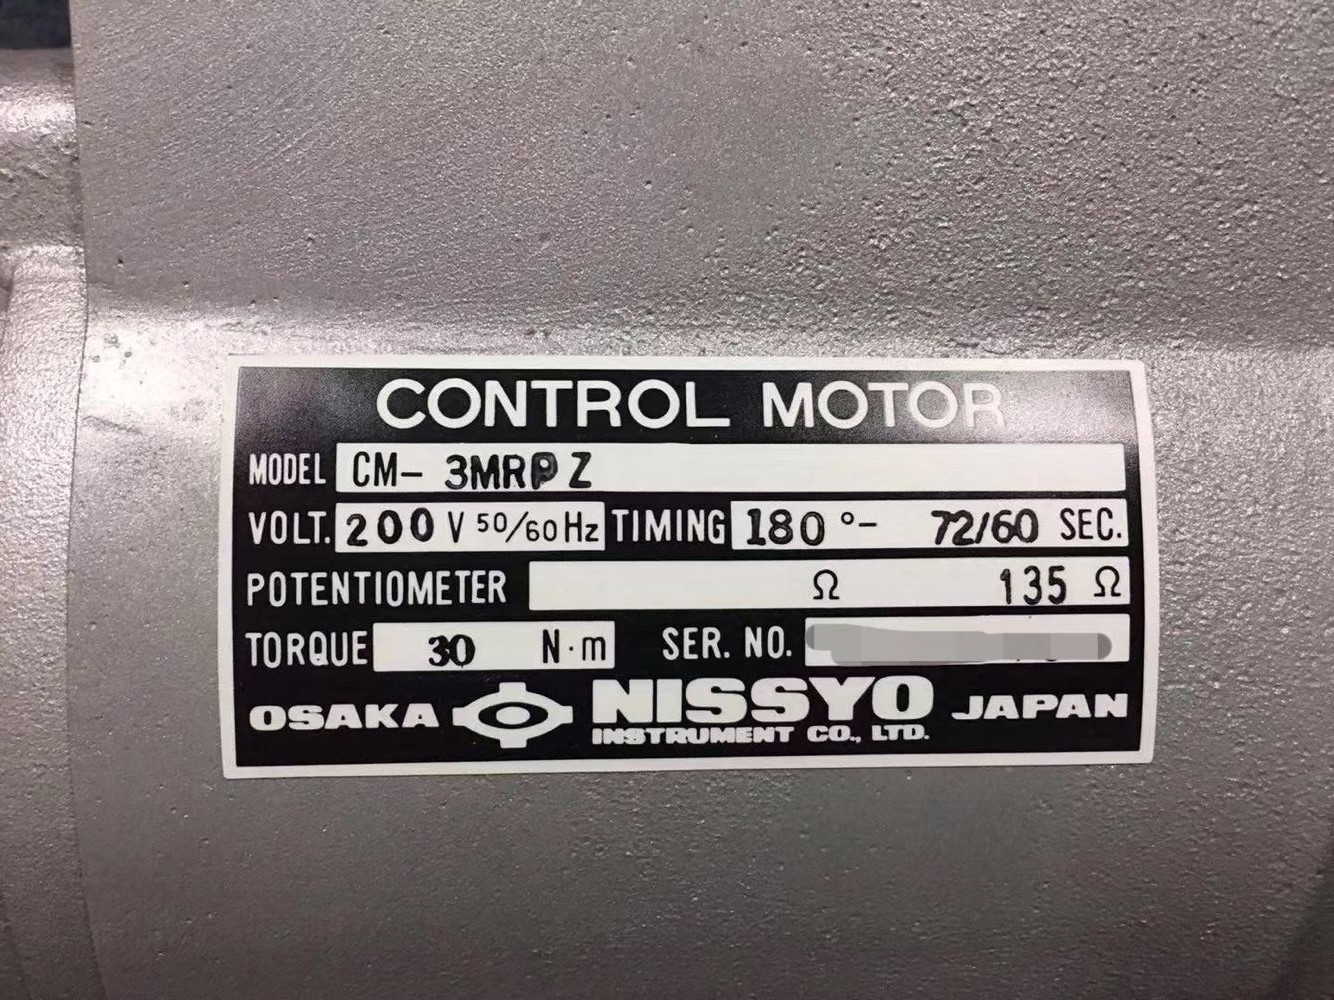 CONTROL MOTOR
MODEL CM- 3MRPZ
VOLT. 200 V 50/60 Hz TIMING 180 °- 72/60 SEC.
POTENTIOMETER Ω 135 Ω
TORQUE 30 N·m SER. NO.
OSAKA NISSYO JAPAN
INSTRUMENT CO., LTD.